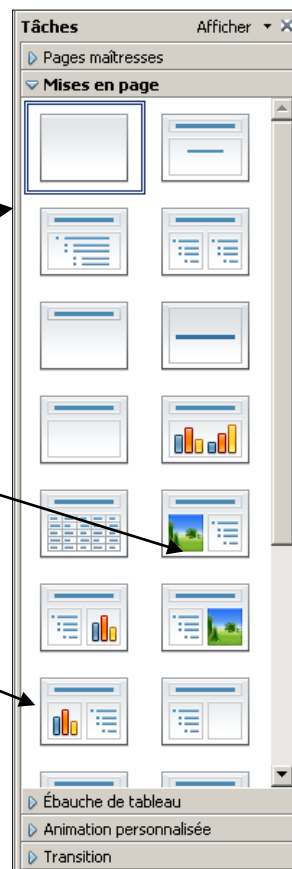 Tâches Afficher
Pages maîtresses
Mises en page
Ébauche de tableau
Animation personnalisée
Transition